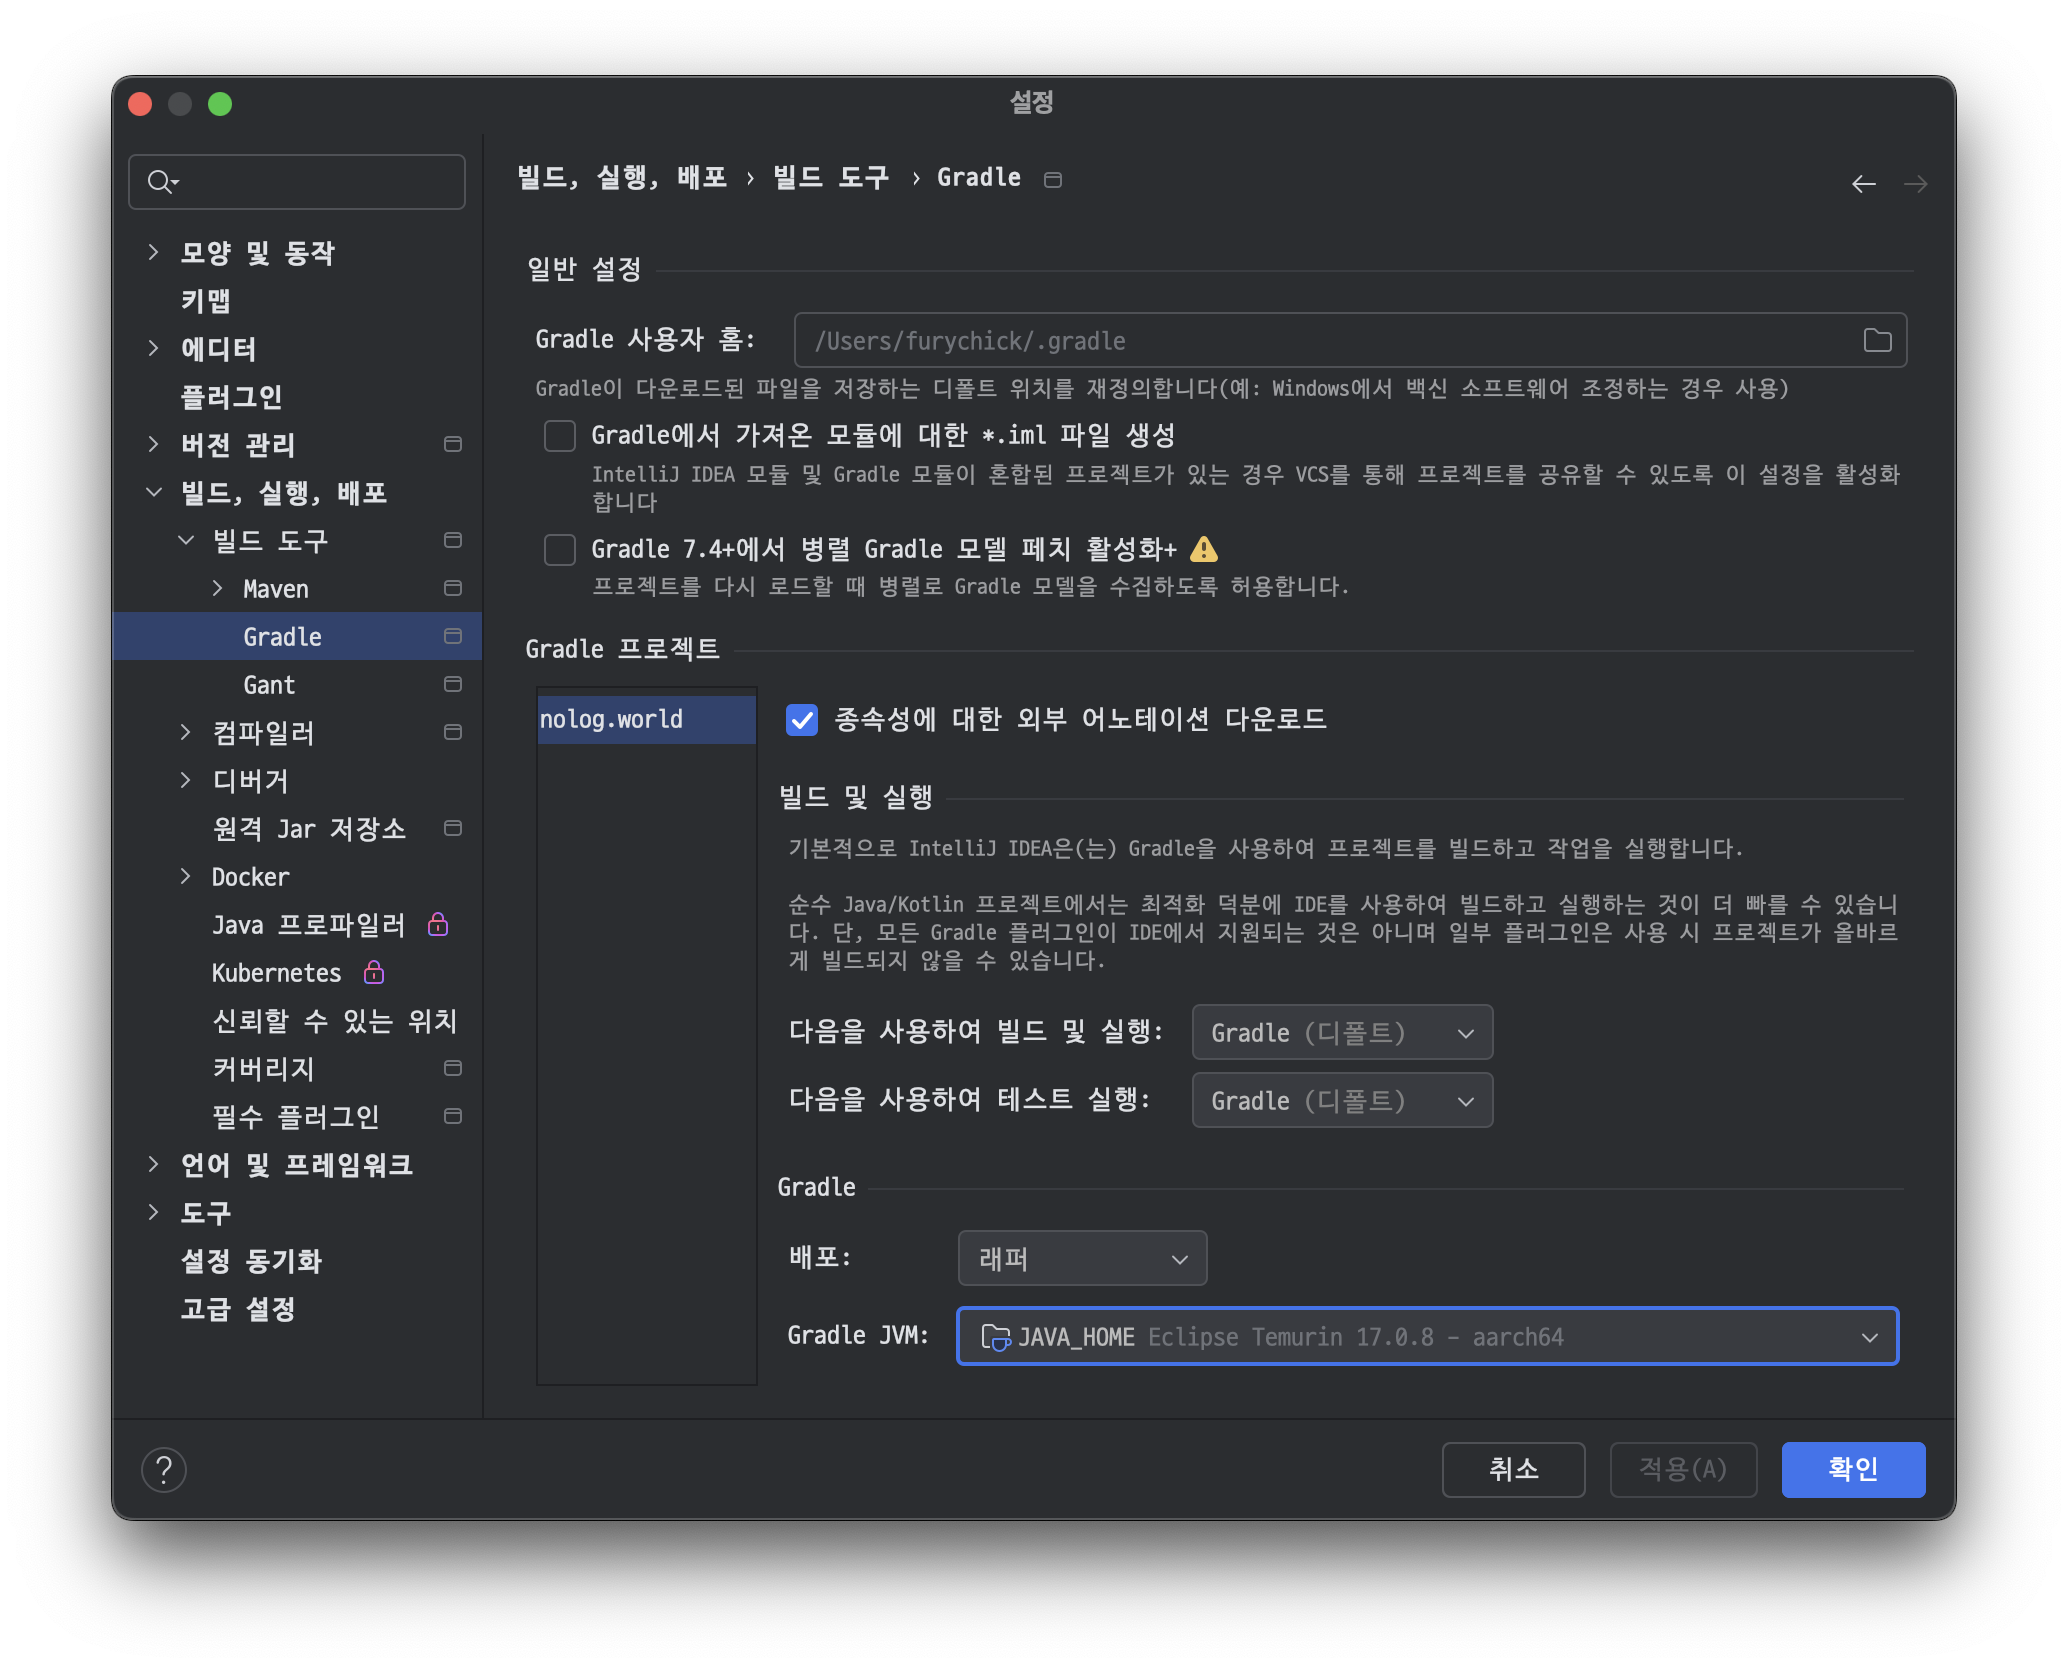 설정
모양 및 동작
키맵
에디터
플러그인
버전 관리
빌드, 실행, 배포
빌드 도구
Maven
Gradle
Gant
컴파일러
디버거
원격 Jar 저장소
Docker
Java 프로파일러
Kubernetes
신뢰할 수 있는 위치
커버리지
필수 플러그인
언어 및 프레임워크
도구
설정 동기화
고급 설정
빌드, 실행, 배포 › 빌드 도구 › Gradle
일반 설정
Gradle 사용자 홈: /Users/furychick/.gradle
Gradle이 다운로드된 파일을 저장하는 디폴트 위치를 재정의합니다(예: Windows에서 백신 소프트웨어 조정하는 경우 사용)
Gradle에서 가져온 모듈에 대한 *.iml 파일 생성
IntelliJ IDEA 모듈 및 Gradle 모듈이 혼합된 프로젝트가 있는 경우 VCS를 통해 프로젝트를 공유할 수 있도록 이 설정을 활성화
합니다
Gradle 7.4+에서 병렬 Gradle 모델 페치 활성화+
프로젝트를 다시 로드할 때 병렬로 Gradle 모델을 수집하도록 허용합니다.
Gradle 프로젝트
nolog.world
종속성에 대한 외부 어노테이션 다운로드
빌드 및 실행
기본적으로 IntelliJ IDEA은(는) Gradle을 사용하여 프로젝트를 빌드하고 작업을 실행합니다.
순수 Java/Kotlin 프로젝트에서는 최적화 덕분에 IDE를 사용하여 빌드하고 실행하는 것이 더 빠를 수 있습니
다. 단, 모든 Gradle 플러그인이 IDE에서 지원되는 것은 아니며 일부 플러그인은 사용 시 프로젝트가 올바르
게 빌드되지 않을 수 있습니다.
다음을 사용하여 빌드 및 실행: Gradle (디폴트)
다음을 사용하여 테스트 실행: Gradle (디폴트)
Gradle
배포: 래퍼
Gradle JVM: JAVA_HOME Eclipse Temurin 17.0.8 - aarch64
?
취소
적용(A)
확인